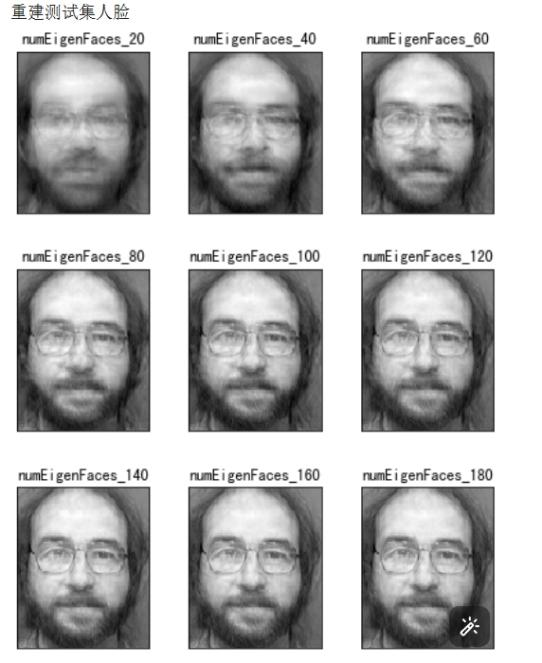 重建测试集人脸
numEigenFaces_20 numEigenFaces_40 numEigenFaces_60
numEigenFaces_80 numEigenFaces_100 numEigenFaces_120
numEigenFaces_140 numEigenFaces_160 numEigenFaces_180